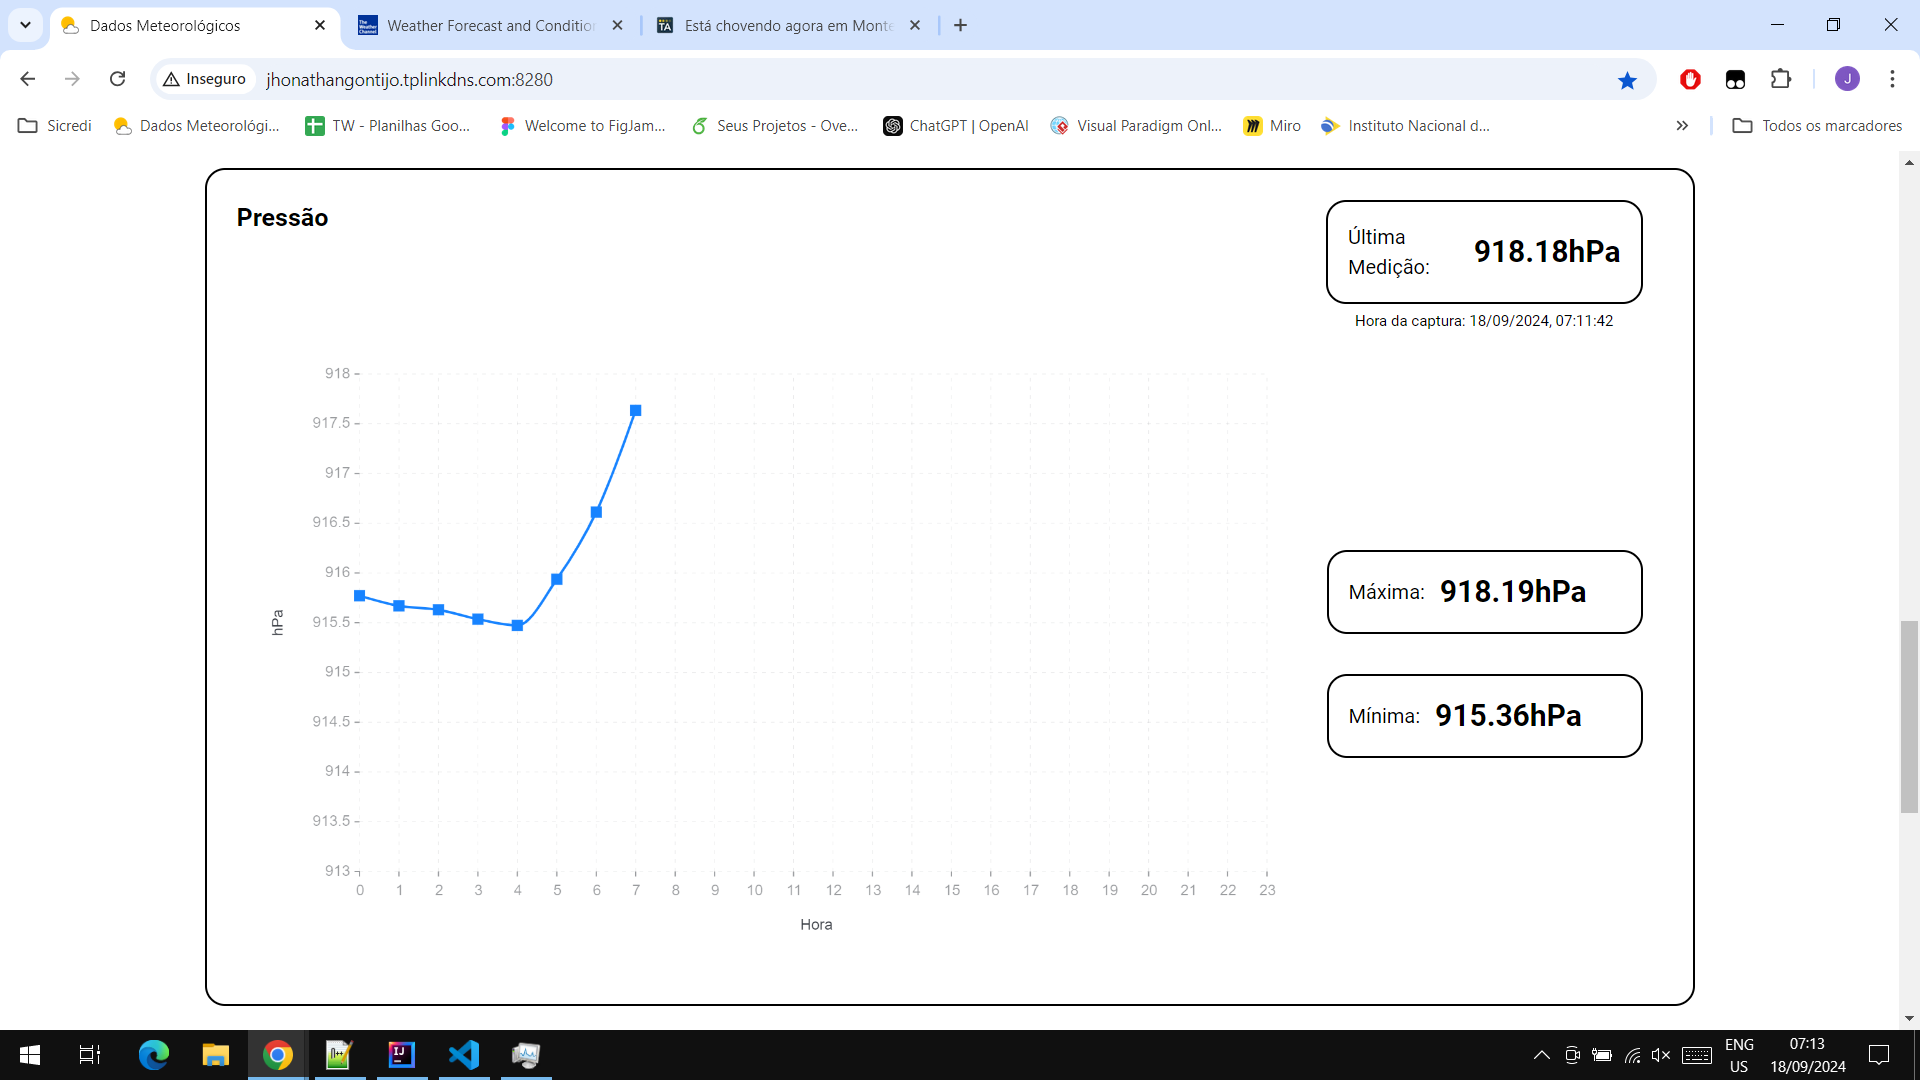 Dados Meteorológicos
Weather Forecast and Conditio
Está chovendo agora em Monte
Inseguro
jhonathangontijo.tplinkdns.com:8280
J
Sicredi
Dados Meteorológi...
TW - Planilhas Goo...
Welcome to FigJam...
Seus Projetos - Ove...
ChatGPT | OpenAI
Visual Paradigm Onl...
Miro
Instituto Nacional d...
Todos os marcadores
Pressão
Última
Medição:
918.18hPa
Hora da captura: 18/09/2024, 07:11:42
918
917.5
917
916.5
916
915.5
915
914.5
914
913.5
913
hPa
0 1 2 3 4 5 6 7 8 9 10 11 12 13 14 15 16 17 18 19 20 21 22 23
Hora
Máxima: 918.19hPa
Mínima: 915.36hPa
ENG
US
07:13
18/09/2024